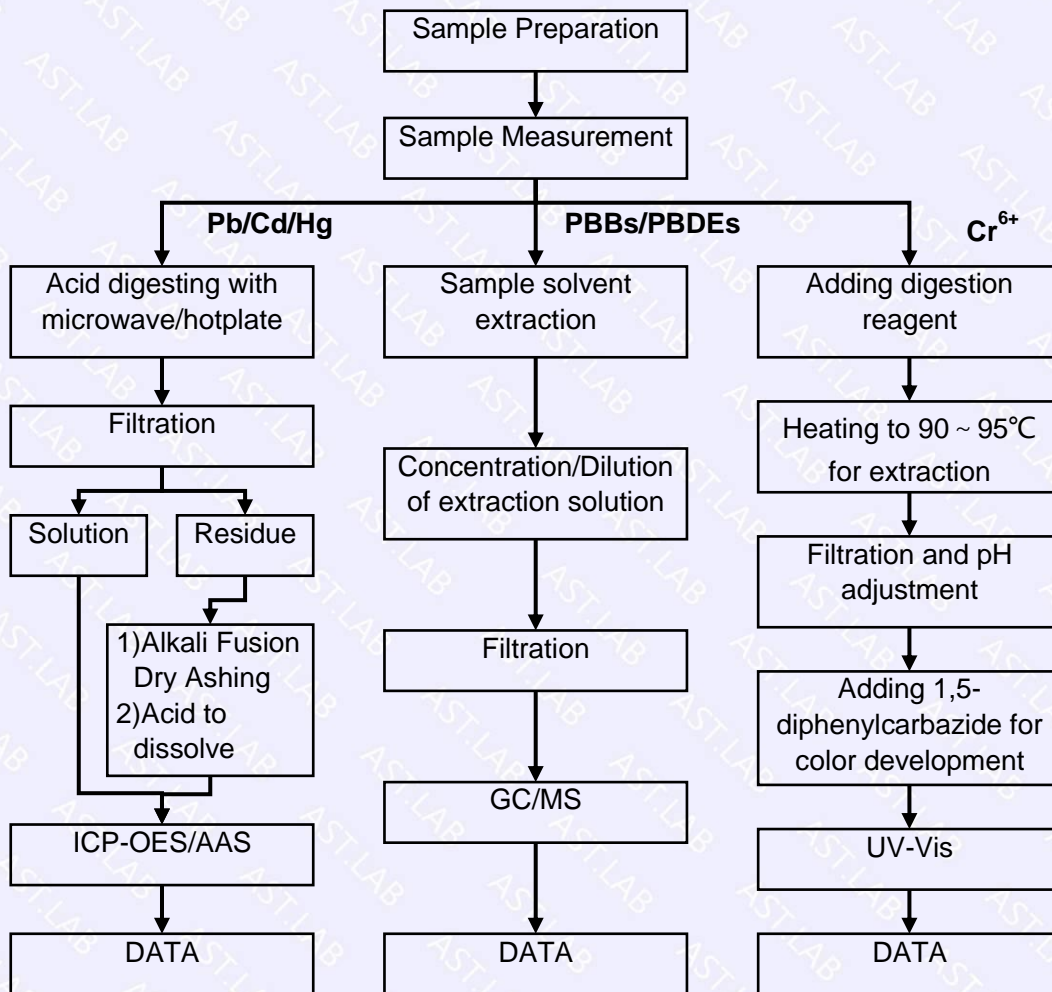 Sample Preparation
Sample Measurement
Pb/Cd/Hg
PBBs/PBDEs
Cr⁶⁺
Acid digesting with
microwave/hotplate
Filtration
Solution
Residue
1)Alkali Fusion
Dry Ashing
2)Acid to
dissolve
ICP-OES/AAS
DATA
Sample solvent
extraction
Concentration/Dilution
of extraction solution
Filtration
GC/MS
DATA
Adding digestion
reagent
Heating to 90 ~ 95℃
for extraction
Filtration and pH
adjustment
Adding 1,5-
diphenylcarbazide for
color development
UV-Vis
DATA
AST.LAB